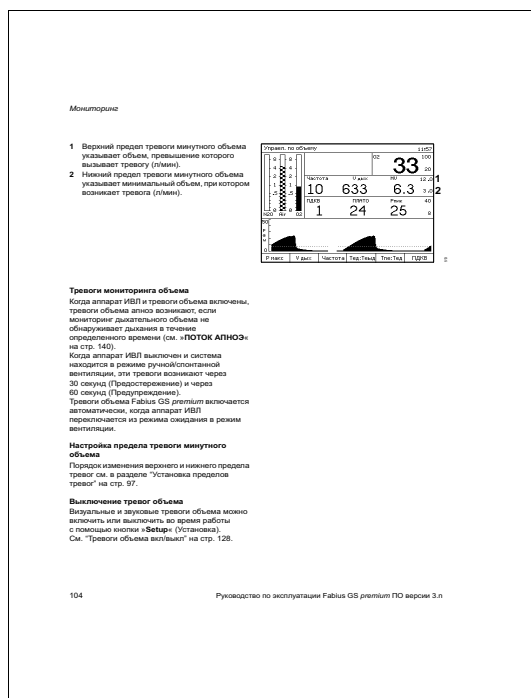 Мониторинг
1 Верхний предел тревоги минутного объема
указывает объем, превышение которого
вызывает тревогу (л/мин).
2 Нижний предел тревоги минутного объема
указывает минимальный объем, при котором
возникает тревога (л/мин).
Управл. по объему 11:57
O2 33 100
20
Частота V дых MV 12.0 1
10 633 6.3 3.0 2
ПДКВ ПЛАТО Pпик 40
1 24 25 8
N2O Air O2
50
P макс V дых Частота Tвд:Tвыд Tпс:Tвд ПДКВ
Тревоги мониторинга объема
Когда аппарат ИВЛ и тревоги объема включены,
тревоги объема апноэ возникают, если
мониторинг дыхательного объема не
обнаруживает дыхания в течение
определенного времени (см. »ПОТОК АПНОЭ«
на стр. 140).
Когда аппарат ИВЛ выключен и система
находится в режиме ручной/спонтанной
вентиляции, эти тревоги возникают через
30 секунд (Предостережение) и через
60 секунд (Предупреждение).
Тревоги объема Fabius GS premium включается
автоматически, когда аппарат ИВЛ
переключается из режима ожидания в режим
вентиляции.
Настройка предела тревоги минутного
объема
Порядок изменения верхнего и нижнего предела
тревог см. в разделе "Установка пределов
тревог" на стр. 97.
Выключение тревог объема
Визуальные и звуковые тревоги объема можно
включить или выключить во время работы
с помощью кнопки »Setup« (Установка).
См. "Тревоги объема вкл/выкл" на стр. 128.
104 Руководство по эксплуатации Fabius GS premium ПО версии 3.n